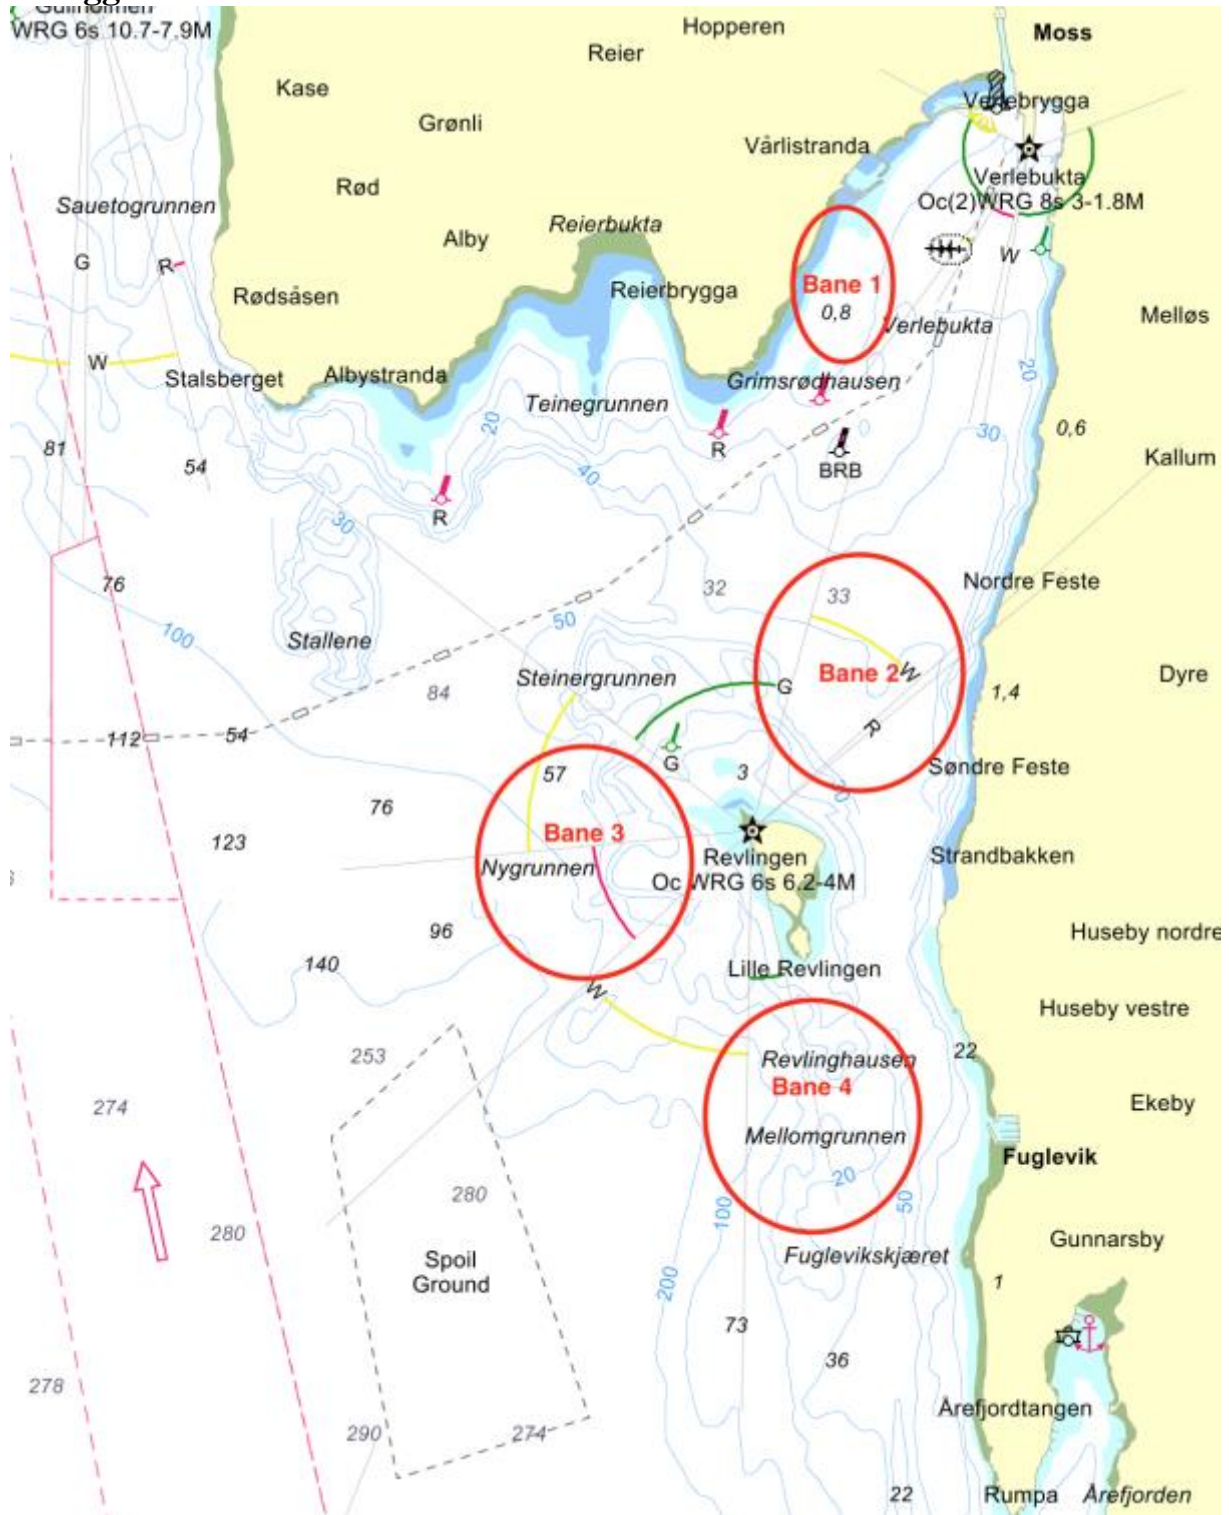 Gullholmen
WRG 6s 10.7-7.9M
Hopperen
Moss
Reier
Kase
Verlebrygga
Grønli
Vårlistranda
Verlebukta
Oc(2)WRG 8s 3-1.8M
Rød
Sauetogrunnen
Reierbukta
Alby
W
G
R
Bane 1
Rødsåsen
Reierbrygga
0,8
Verlebukta
Melløs
W
Stalsberget
Albystranda
Grimsrødhausen
20
Teinegrunnen
20
30
0,6
81
54
R
BRB
Kallum
40
R
30
76
32
33
Nordre Feste
50
100
Stallene
Steinergrunnen
Bane 2
W
Dyre
84
G
1,4
R
112
54
G
57
3
Søndre Feste
76
Bane 3
123
Nygrunnen
Revlingen
Oc WRG 6s 6.2-4M
Strandbakken
96
Huseby nordre
140
Lille Revlingen
W
Huseby vestre
253
Revlinghausen
22
274
Bane 4
Ekeby
Mellomgrunnen
Fuglevik
20
280
50
100
280
Spoil
Ground
Fuglevikskjæret
Gunnarsby
200
1
73
36
278
Årefjordtangen
290
274
22
Rumpa
Årefjorden